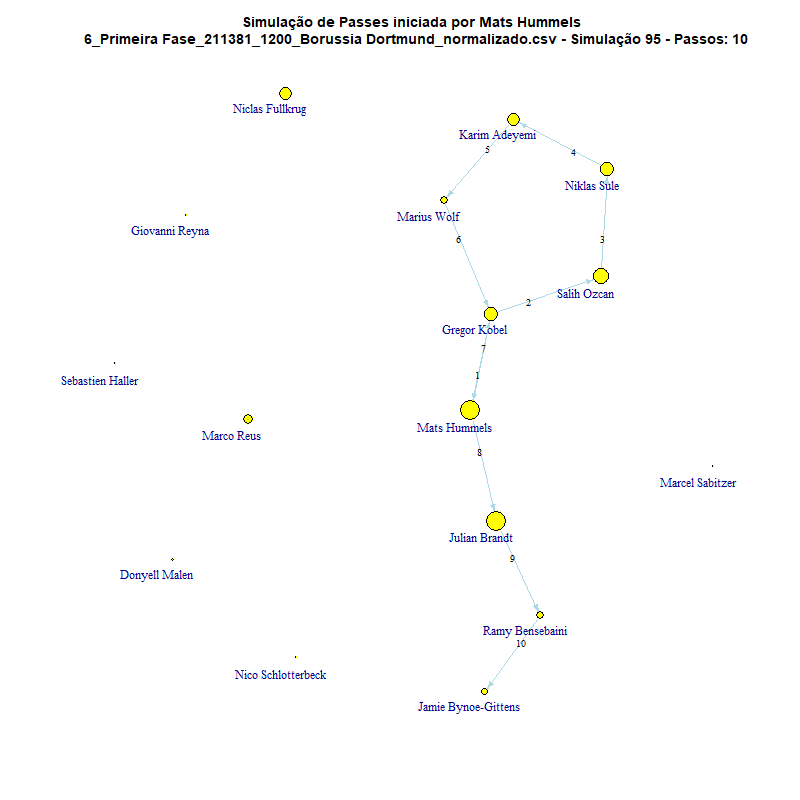 Simulação de Passes iniciada por Mats Hummels
6_Primeira Fase_211381_1200_Borussia Dortmund_normalizado.csv - Simulação 95 - Passos: 10
Niclas Fullkrug
Karim Adeyemi
5
4
Niklas Sule
Marius Wolf
Giovanni Reyna
6
3
Salih Ozcan
2
Gregor Kobel
7
1
Sebastien Haller
Mats Hummels
Marco Reus
8
Marcel Sabitzer
Julian Brandt
9
Donyell Malen
Ramy Bensebaini
10
Nico Schlotterbeck
Jamie Bynoe-Gittens